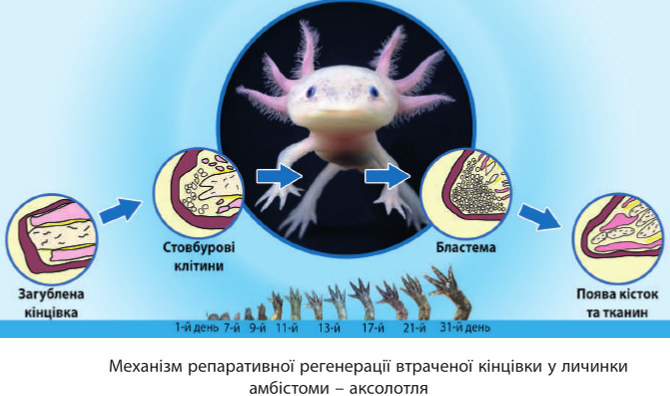 Стовбурові
клітини
Бластема
Загублена
кінцівка
Поява кісток
та тканин
1-й день 7-й 9-й 11-й 13-й 17-й 21-й 31-й день
Механізм репаративної регенерації втраченої кінцівки у личинки
амбістоми – аксолотля